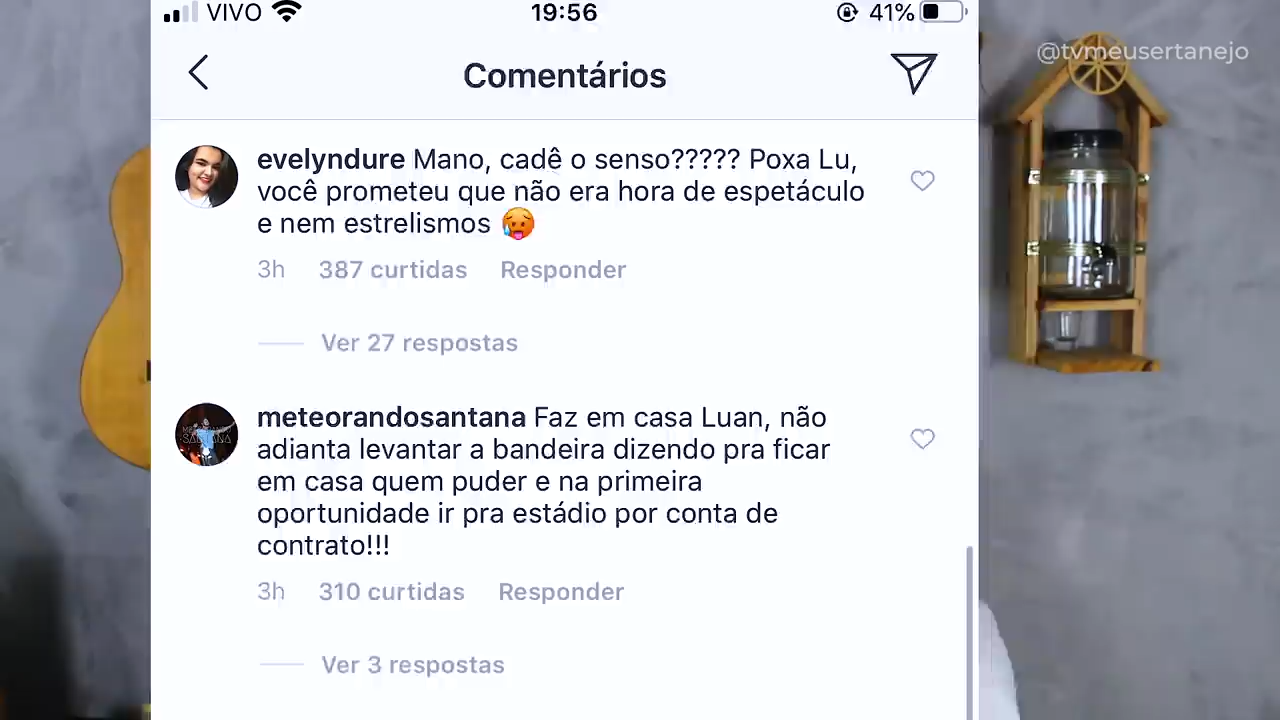 VIVO 19:56 41%
@tvmeusertanejo
Comentários
evelyndure Mano, cadê o senso????? Poxa Lu,
você prometeu que não era hora de espetáculo
e nem estrelismos 🥵
3h 387 curtidas Responder
Ver 27 respostas
meteorandosantana Faz em casa Luan, não
adianta levantar a bandeira dizendo pra ficar
em casa quem puder e na primeira
oportunidade ir pra estádio por conta de
contrato!!!
3h 310 curtidas Responder
Ver 3 respostas